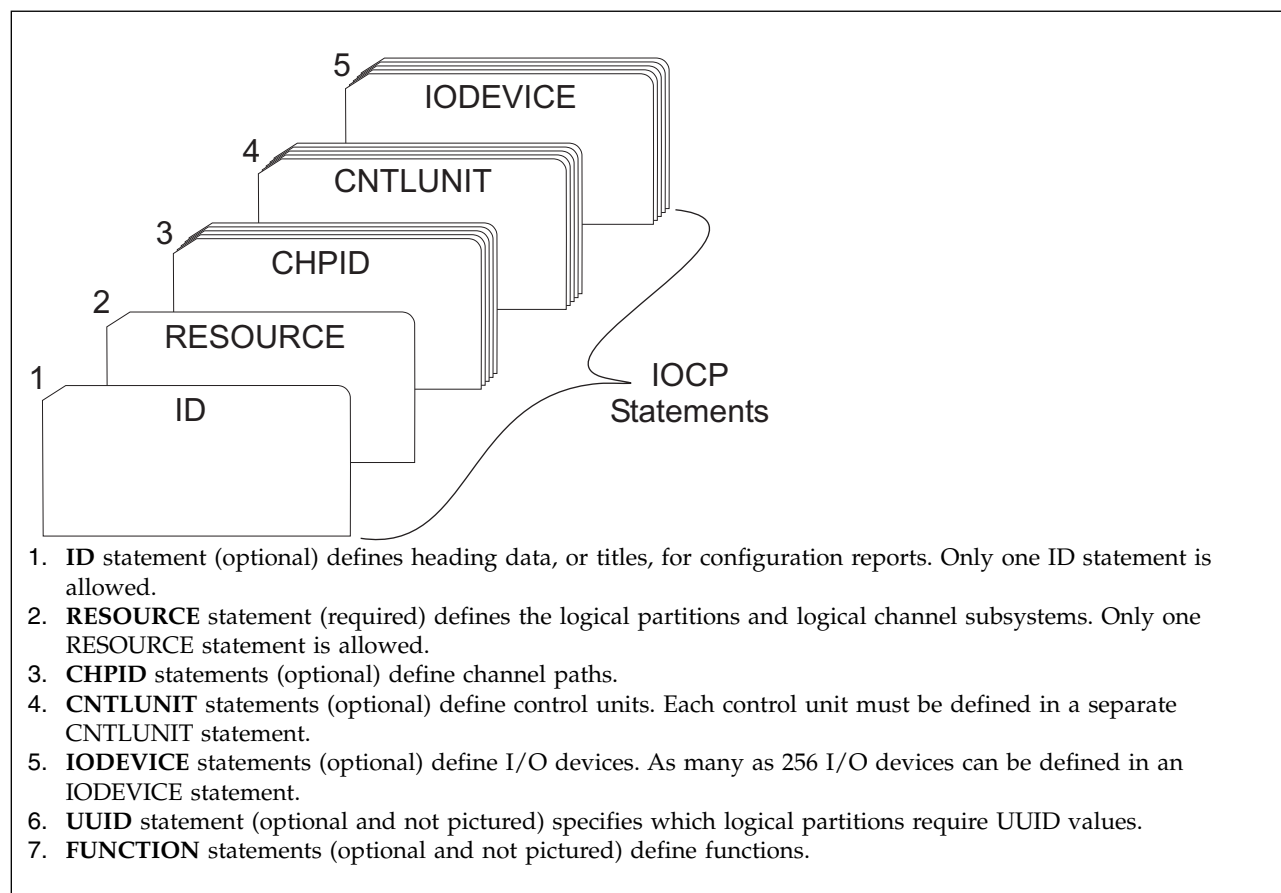 5
IODEVICE
4
CNTLUNIT
3
CHPID
2
RESOURCE
1
ID
IOCP
Statements
1. ID statement (optional) defines heading data, or titles, for configuration reports. Only one ID statement is
allowed.
2. RESOURCE statement (required) defines the logical partitions and logical channel subsystems. Only one
RESOURCE statement is allowed.
3. CHPID statements (optional) define channel paths.
4. CNTLUNIT statements (optional) define control units. Each control unit must be defined in a separate
CNTLUNIT statement.
5. IODEVICE statements (optional) define I/O devices. As many as 256 I/O devices can be defined in an
IODEVICE statement.
6. UUID statement (optional and not pictured) specifies which logical partitions require UUID values.
7. FUNCTION statements (optional and not pictured) define functions.